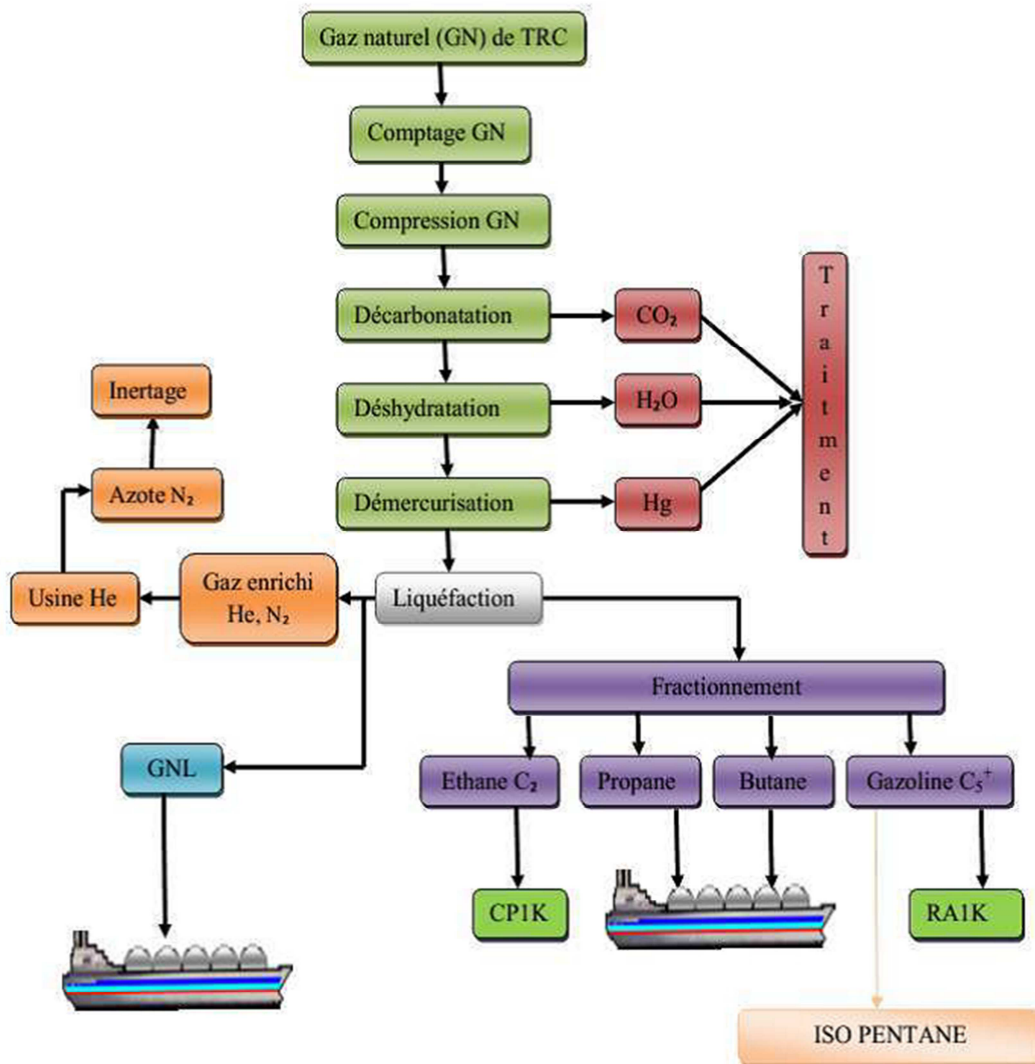 Gaz naturel (GN) de TRC
Comptage GN
Compression GN
Décarbonatation
CO₂
Traitment
Déshydratation
H₂O
Inertage
Azote N₂
Démercurisation
Hg
Usine He
Gaz enrichi
He, N₂
Liquéfaction
Fractionnement
GNL
Ethane C₂
Propane
Butane
Gazoline C₅⁺
CP1K
RA1K
ISO PENTANE